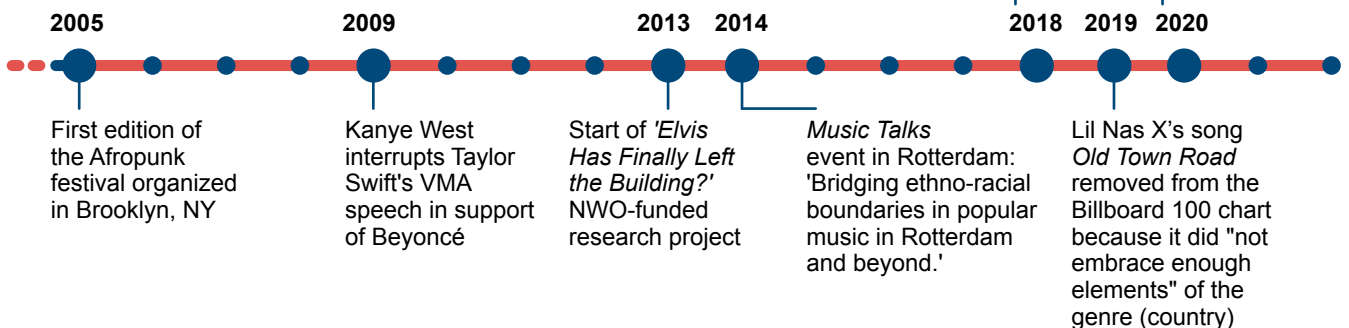 2005 2009 2013 2014 2018 2019 2020
First edition of
the Afropunk
festival organized
in Brooklyn, NY
Kanye West
interrupts Taylor
Swift's VMA
speech in support
of Beyoncé
Start of 'Elvis
Has Finally Left
the Building?'
NWO-funded
research project
Music Talks
event in Rotterdam:
'Bridging ethno-racial
boundaries in popular
music in Rotterdam
and beyond.'
Lil Nas X’s song
Old Town Road
removed from the
Billboard 100 chart
because it did "not
embrace enough
elements" of the
genre (country)